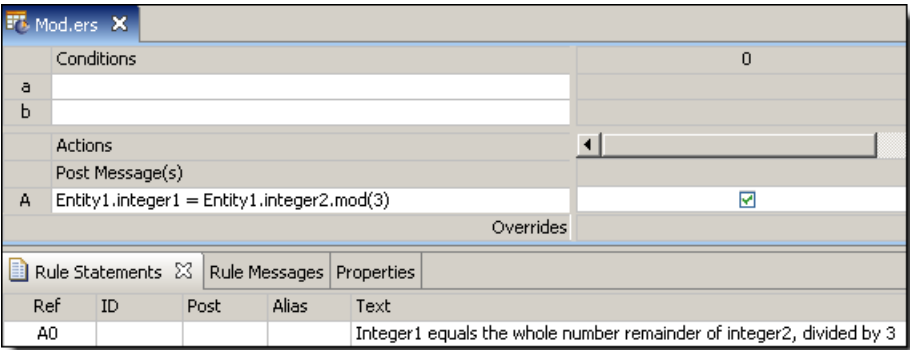 Mod.ers
Conditions 0
a
b
Actions
Post Message(s)
A Entity1.integer1 = Entity1.integer2.mod(3)
Overrides
Rule Statements Rule Messages Properties
Ref ID Post Alias Text
A0 Integer1 equals the whole number remainder of integer2, divided by 3